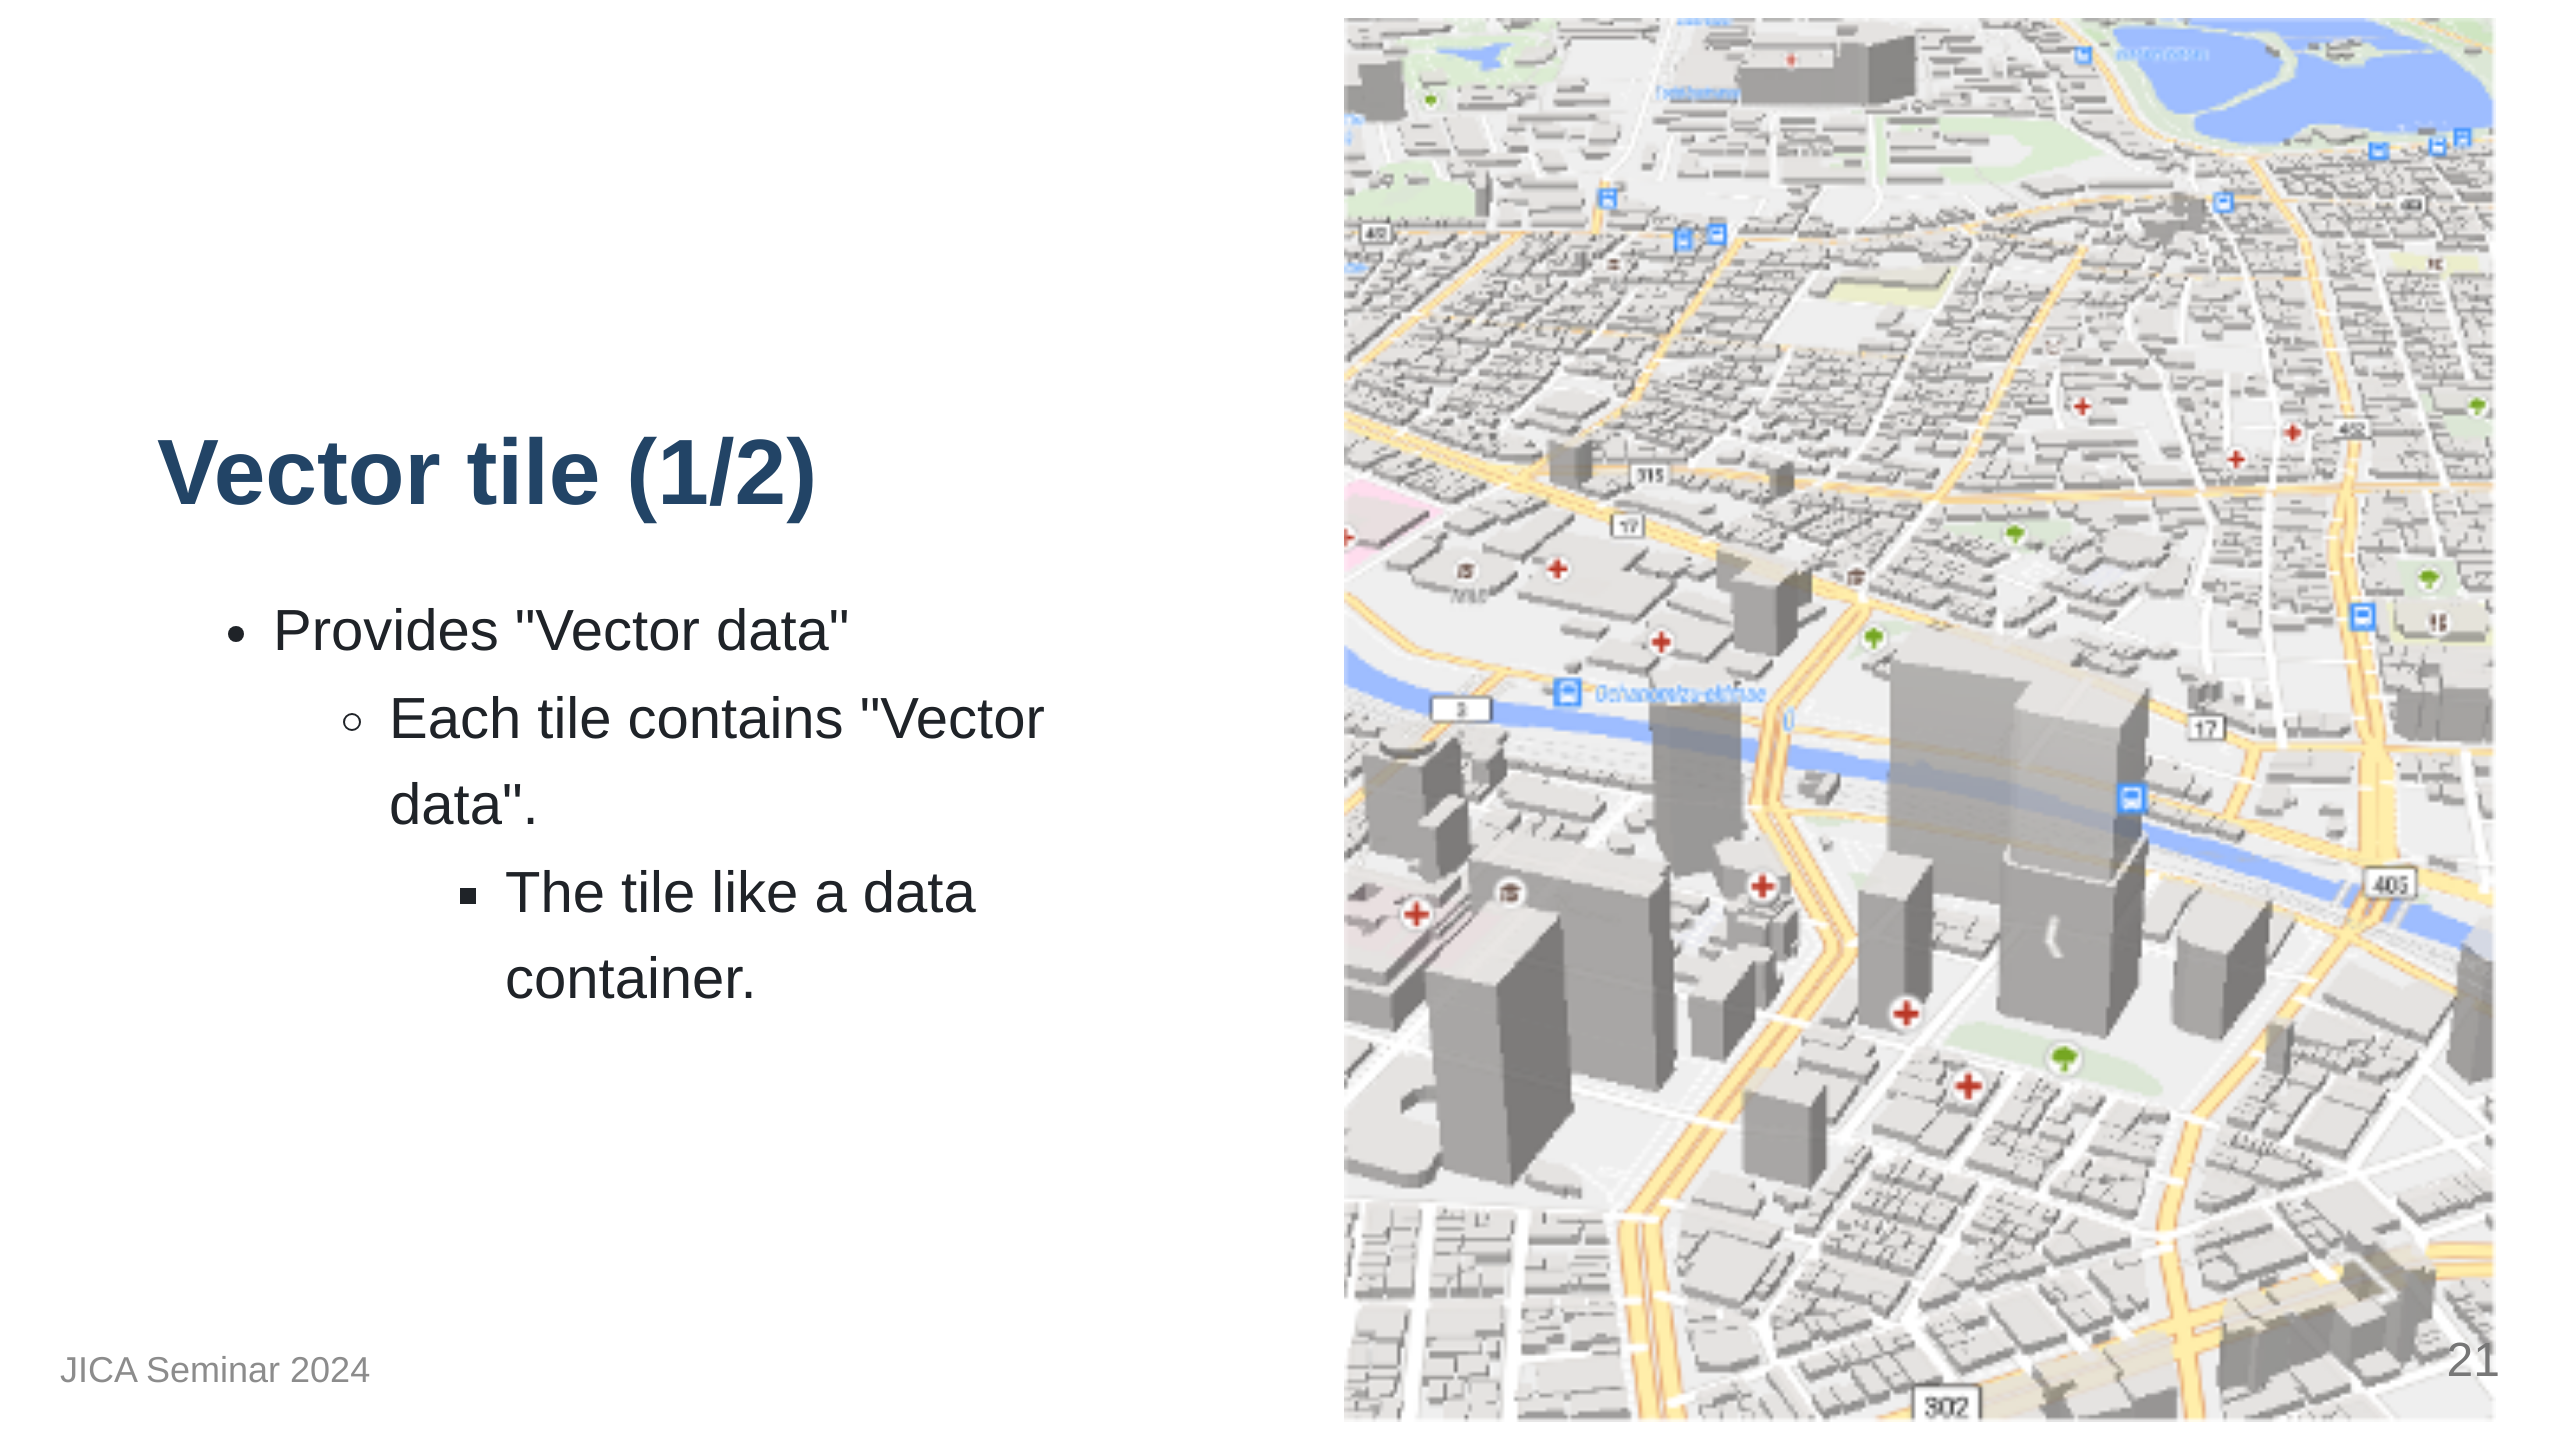 Vector tile (1/2)
• Provides "Vector data"
○ Each tile contains "Vector
data".
▪ The tile like a data
container.
JICA Seminar 2024
315
17
3
17
405
302
21